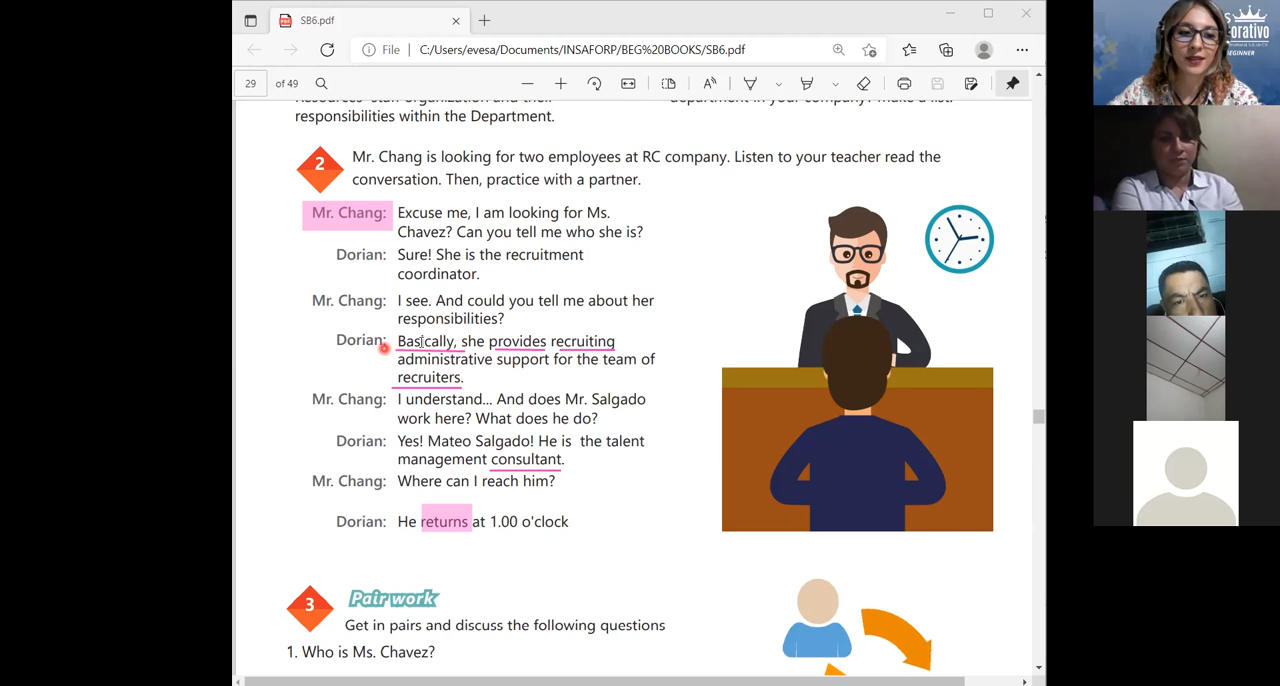 SB6.pdf
File C:/Users/evesa/Documents/INSAFORP/BEG%20BOOKS/SB6.pdf
29 of 49
responsibilities within the Department.
2
Mr. Chang is looking for two employees at RC company. Listen to your teacher read the
conversation. Then, practice with a partner.
Mr. Chang: Excuse me, I am looking for Ms.
Chavez? Can you tell me who she is?
Dorian: Sure! She is the recruitment
coordinator.
Mr. Chang: I see. And could you tell me about her
responsibilities?
Dorian: Basically, she provides recruiting
administrative support for the team of
recruiters.
Mr. Chang: I understand... And does Mr. Salgado
work here? What does he do?
Dorian: Yes! Mateo Salgado! He is the talent
management consultant.
Mr. Chang: Where can I reach him?
Dorian: He returns at 1.00 o'clock
3
Pair work
Get in pairs and discuss the following questions
1. Who is Ms. Chavez?